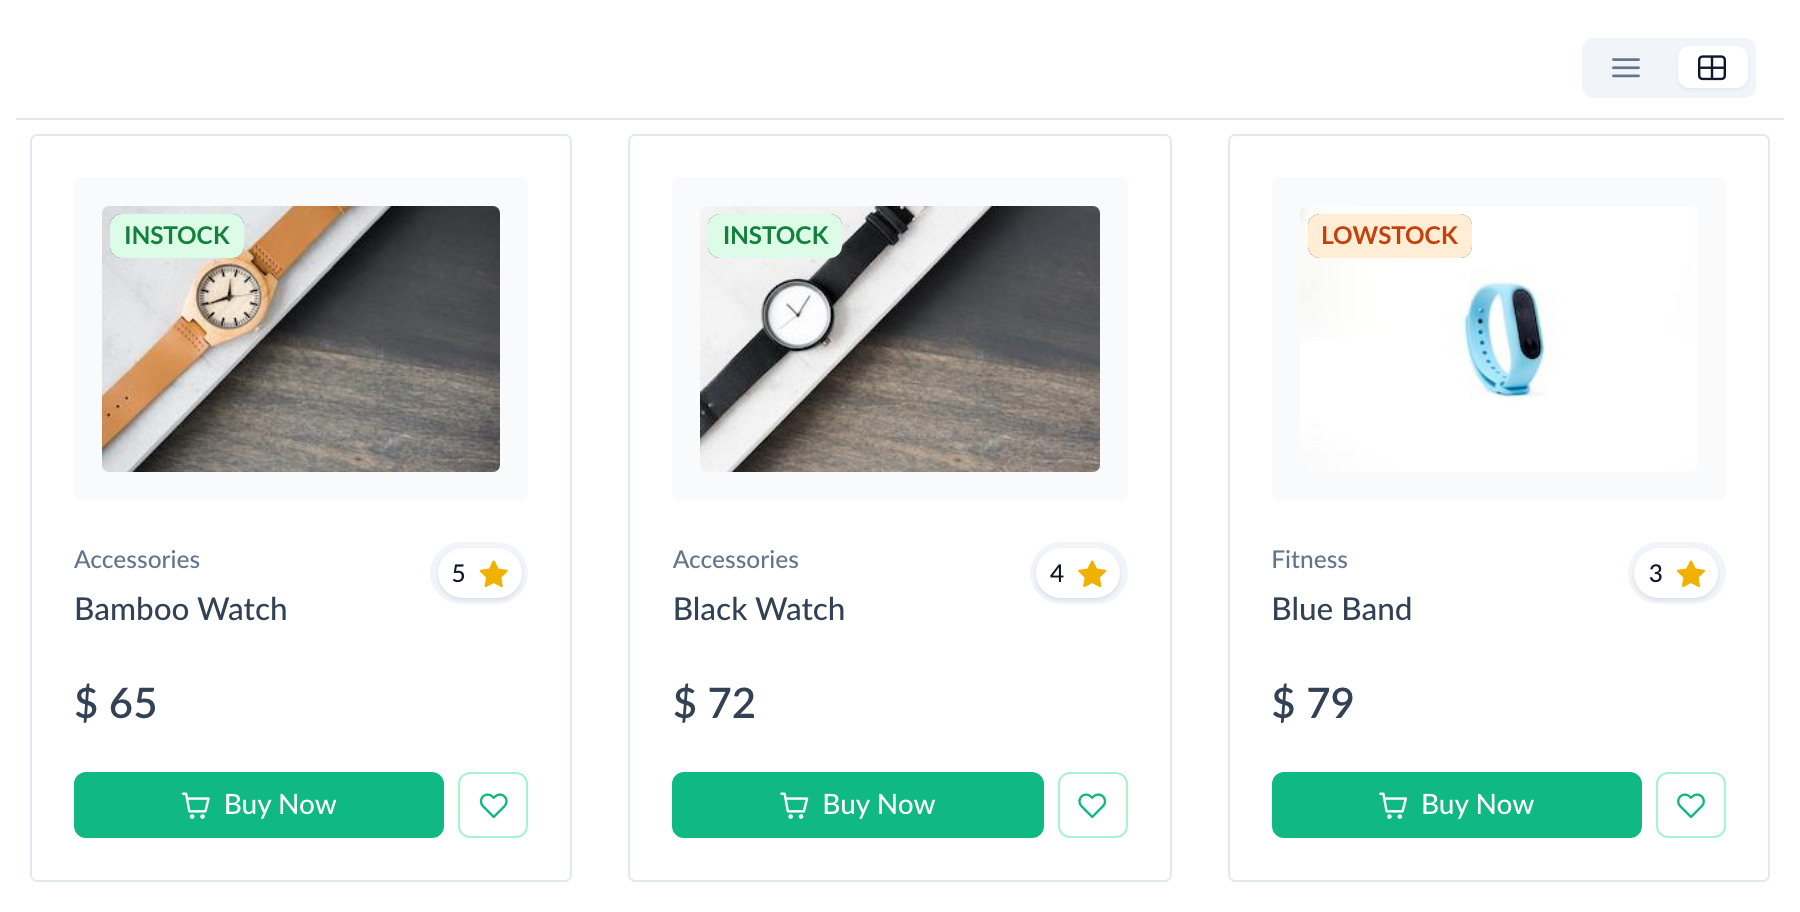 INSTOCK
Accessories
5
Bamboo Watch
$ 65
Buy Now
INSTOCK
Accessories
4
Black Watch
$ 72
Buy Now
LOWSTOCK
Fitness
3
Blue Band
$ 79
Buy Now